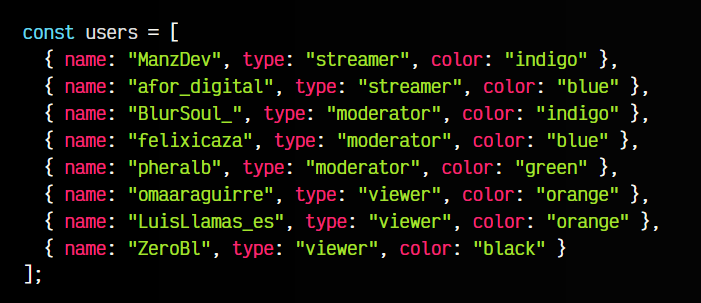 const users = [
  { name: "ManzDev", type: "streamer", color: "indigo" },
  { name: "afor_digital", type: "streamer", color: "blue" },
  { name: "BlurSoul_", type: "moderator", color: "indigo" },
  { name: "felixicaza", type: "moderator", color: "blue" },
  { name: "pheralb", type: "moderator", color: "green" },
  { name: "omaaraguirre", type: "viewer", color: "orange" },
  { name: "LuisLlamas_es", type: "viewer", color: "orange" },
  { name: "ZeroBl", type: "viewer", color: "black" }
];